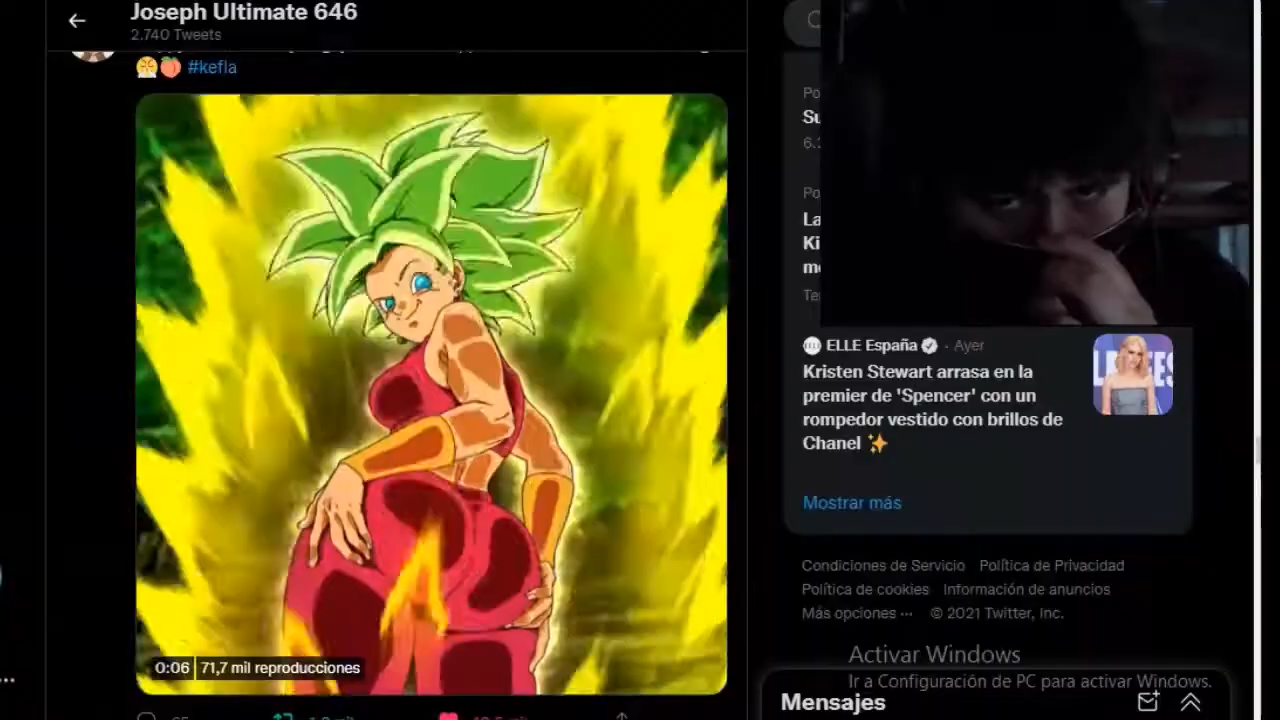 Joseph Ultimate 646
2.740 Tweets
#kefla
0:06 71,7 mil reproducciones
Po
Su
6.
Po
La
Ki
mo
Te
ELLE España · Ayer
Kristen Stewart arrasa en la
premier de 'Spencer' con un
rompedor vestido con brillos de
Chanel ✨
Mostrar más
Condiciones de Servicio Política de Privacidad
Política de cookies Información de anuncios
Más opciones ··· © 2021 Twitter, Inc.
Activar Windows
Ir a Configuración de PC para activar Windows.
Mensajes